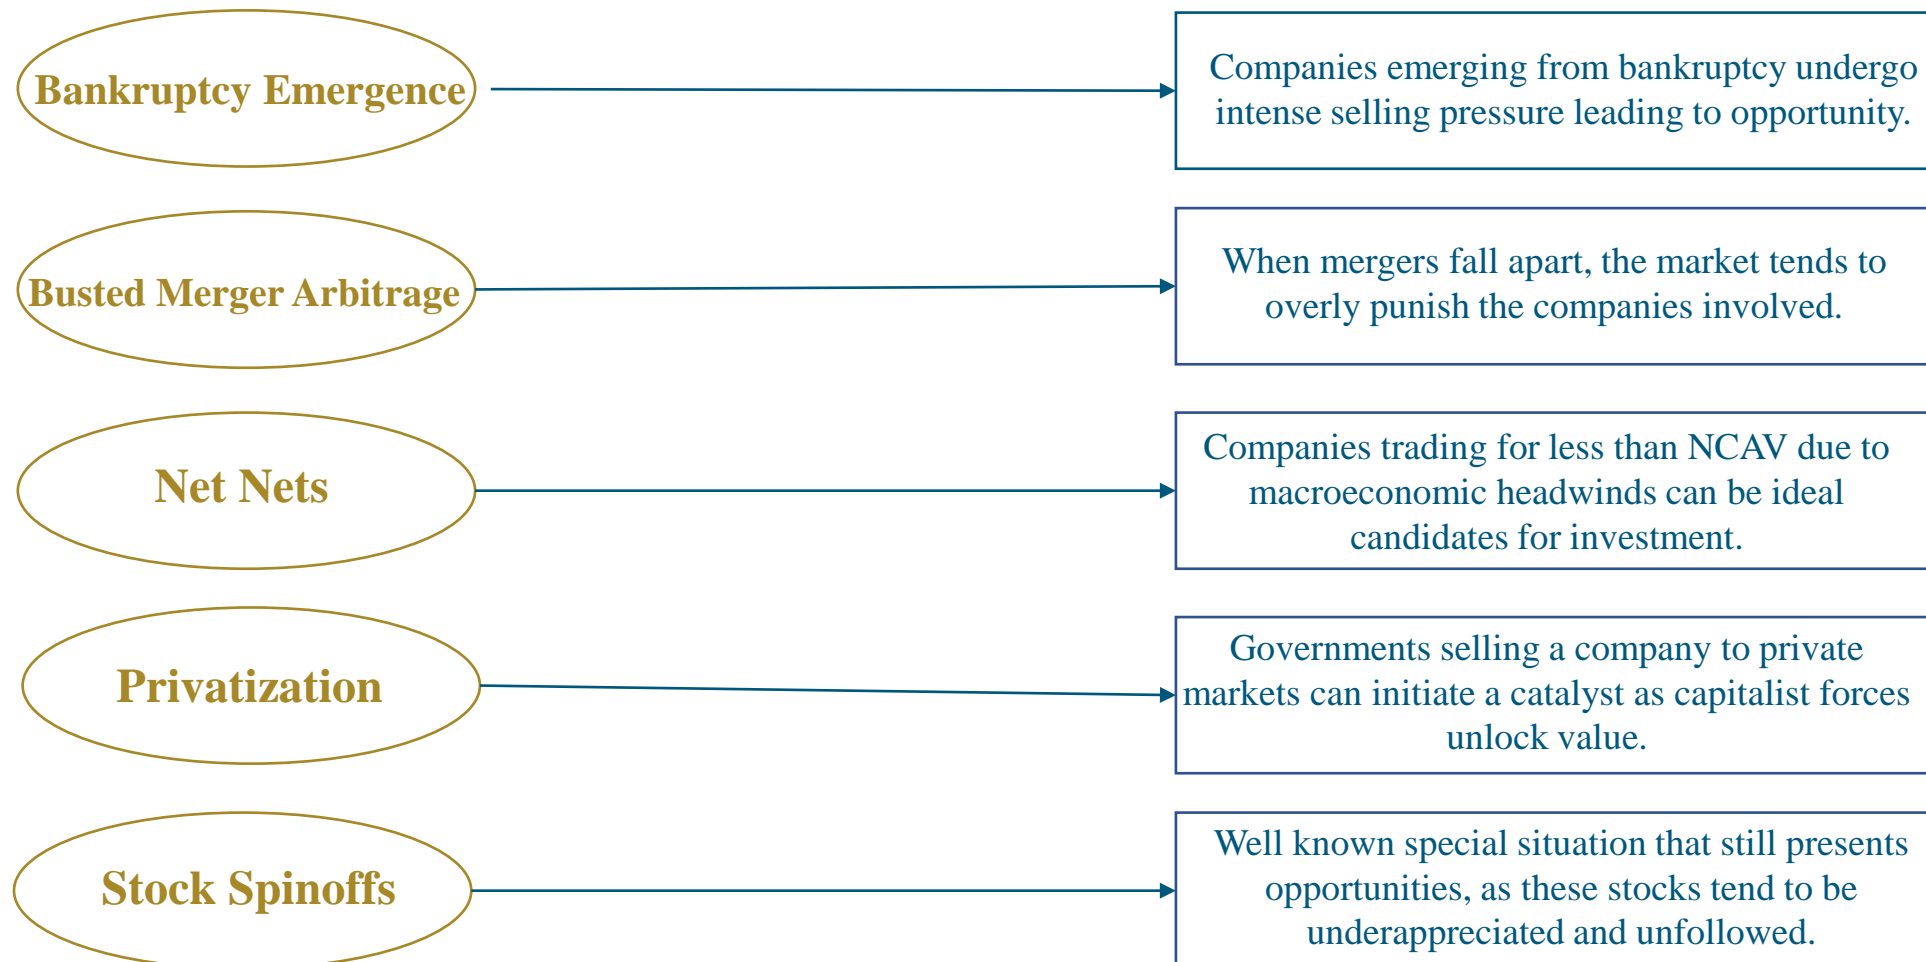 Bankruptcy Emergence
Companies emerging from bankruptcy undergo
intense selling pressure leading to opportunity.
Busted Merger Arbitrage
When mergers fall apart, the market tends to
overly punish the companies involved.
Net Nets
Companies trading for less than NCAV due to
macroeconomic headwinds can be ideal
candidates for investment.
Privatization
Governments selling a company to private
markets can initiate a catalyst as capitalist forces
unlock value.
Stock Spinoffs
Well known special situation that still presents
opportunities, as these stocks tend to be
underappreciated and unfollowed.